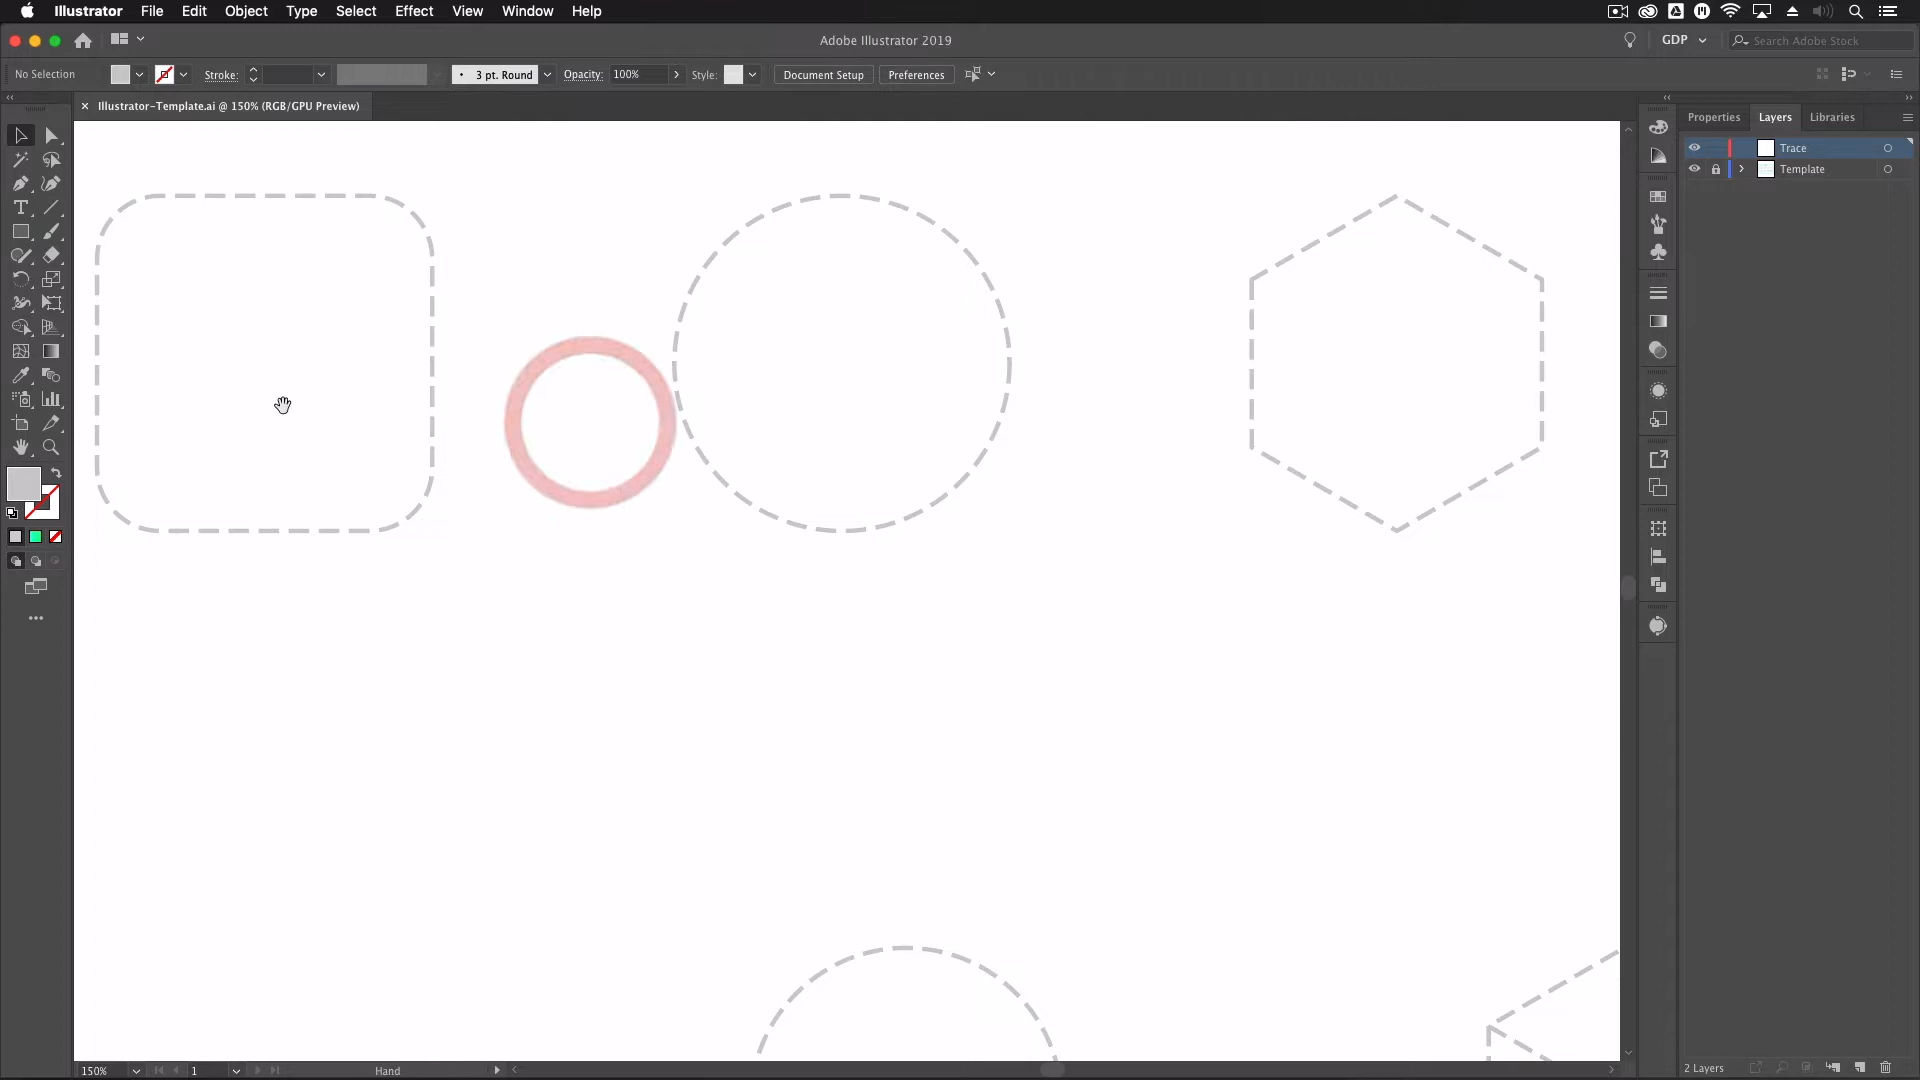 Illustrator File Edit Object Type Select Effect View Window Help
Adobe Illustrator 2019
GDP
Search Adobe Stock
No Selection
Stroke:
3 pt. Round
Opacity: 100%
Style:
Document Setup
Preferences
× Illustrator-Template.ai @ 150% (RGB/GPU Preview)
Properties Layers Libraries
Trace
Template
150%
1
Hand
2 Layers